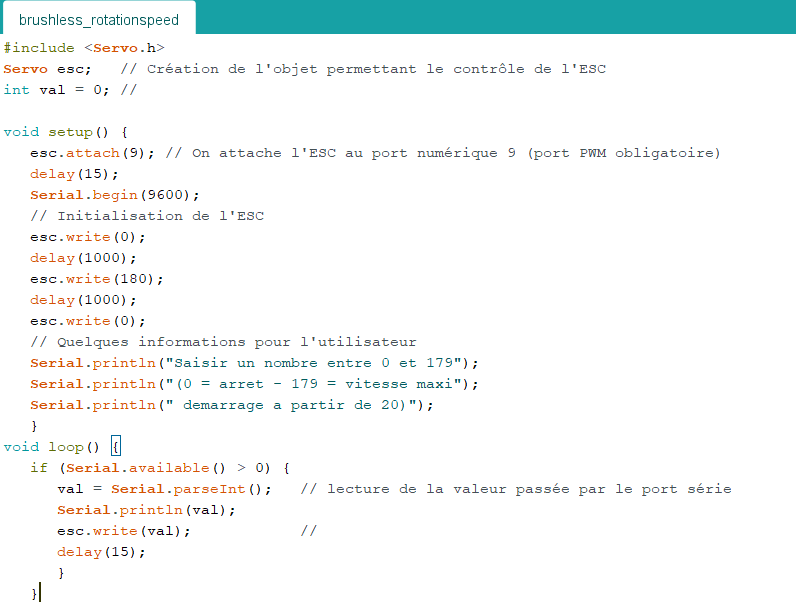 brushless_rotationspeed
#include <Servo.h>
Servo esc;   // Création de l'objet permettant le contrôle de l'ESC
int val = 0; //
void setup() {
   esc.attach(9); // On attache l'ESC au port numérique 9 (port PWM obligatoire)
   delay(15);
   Serial.begin(9600);
   // Initialisation de l'ESC
   esc.write(0);
   delay(1000);
   esc.write(180);
   delay(1000);
   esc.write(0);
   // Quelques informations pour l'utilisateur
   Serial.println("Saisir un nombre entre 0 et 179");
   Serial.println("(0 = arret - 179 = vitesse maxi");
   Serial.println(" demarrage a partir de 20)");
   }
void loop() {
   if (Serial.available() > 0) {
      val = Serial.parseInt();   // lecture de la valeur passée par le port série
      Serial.println(val);
      esc.write(val);            //
      delay(15);
      }
   }